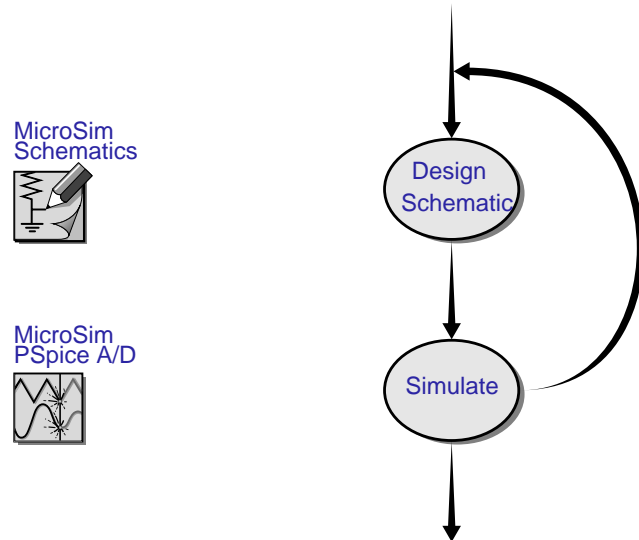 MicroSim
Schematics
Design
Schematic
MicroSim
PSpice A/D
Simulate